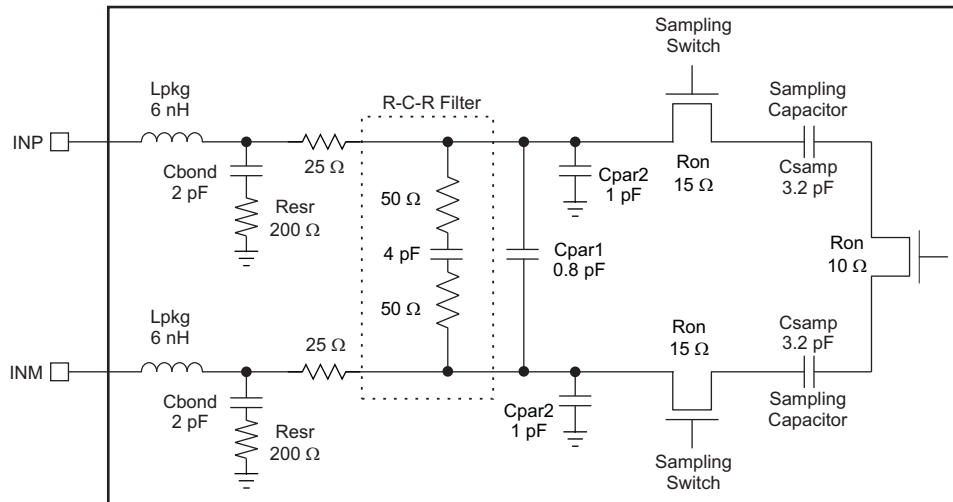 Sampling
Switch
Lpkg
6 nH
R-C-R Filter
Sampling
Capacitor
INP
25 Ω
Cbond
2 pF
Resr
200 Ω
50 Ω
4 pF
50 Ω
Cpar2
1 pF
Ron
15 Ω
Csamp
3.2 pF
Cpar1
0.8 pF
Ron
10 Ω
Lpkg
6 nH
25 Ω
Ron
15 Ω
Csamp
3.2 pF
INM
Cbond
2 pF
Resr
200 Ω
Cpar2
1 pF
Sampling
Capacitor
Sampling
Switch